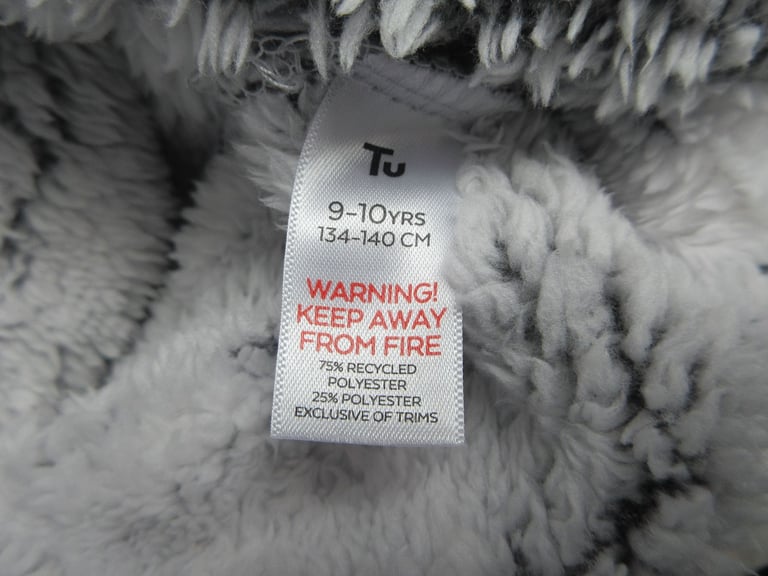 Tu
9-10YRS
134-140 CM
WARNING!
KEEP AWAY
FROM FIRE
75% RECYCLED
POLYESTER
25% POLYESTER
EXCLUSIVE OF TRIMS